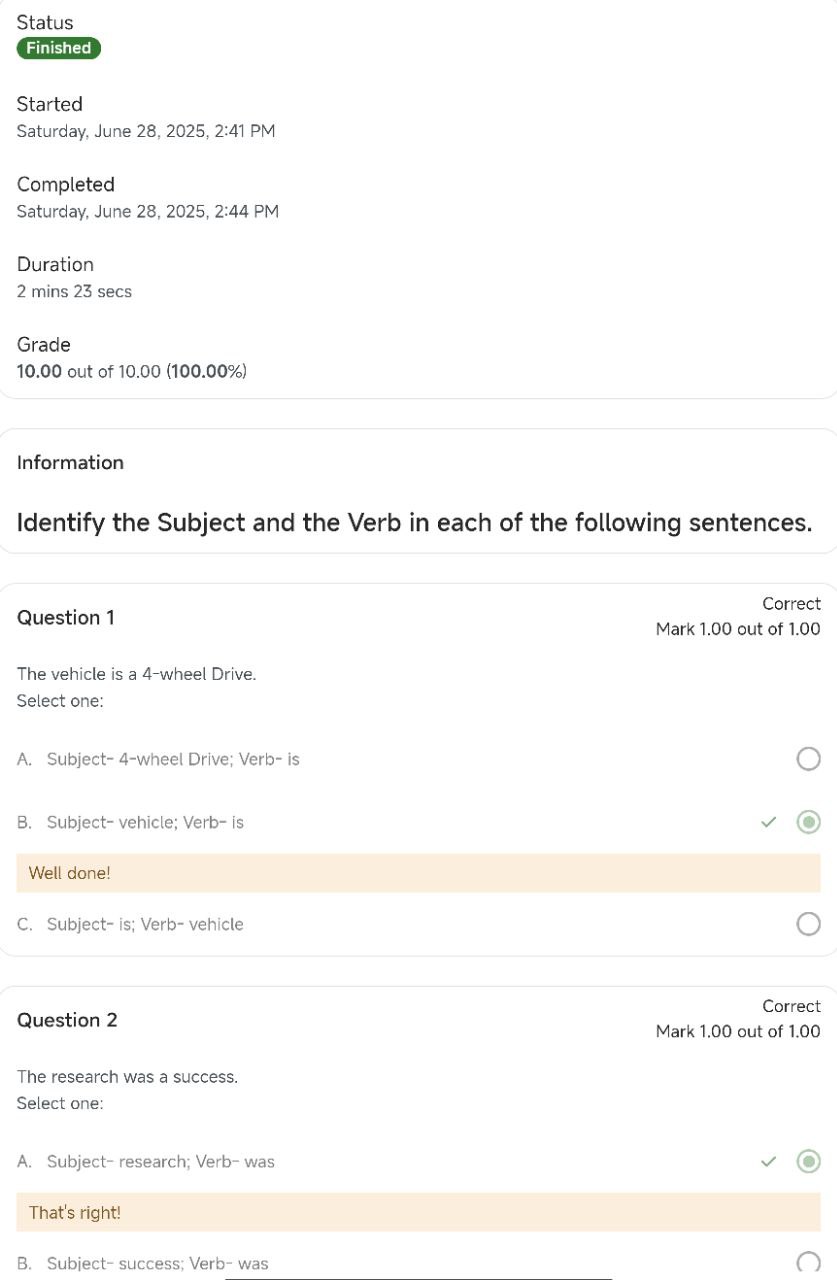 Status
Finished
Started
Saturday, June 28, 2025, 2:41 PM
Completed
Saturday, June 28, 2025, 2:44 PM
Duration
2 mins 23 secs
Grade
10.00 out of 10.00 (100.00%)
Information
Identify the Subject and the Verb in each of the following sentences.
Question 1
Correct
Mark 1.00 out of 1.00
The vehicle is a 4-wheel Drive.
Select one:
A. Subject- 4-wheel Drive; Verb- is
B. Subject- vehicle; Verb- is
Well done!
C. Subject- is; Verb- vehicle
Question 2
Correct
Mark 1.00 out of 1.00
The research was a success.
Select one:
A. Subject- research; Verb- was
That's right!
B. Subject- success; Verb- was